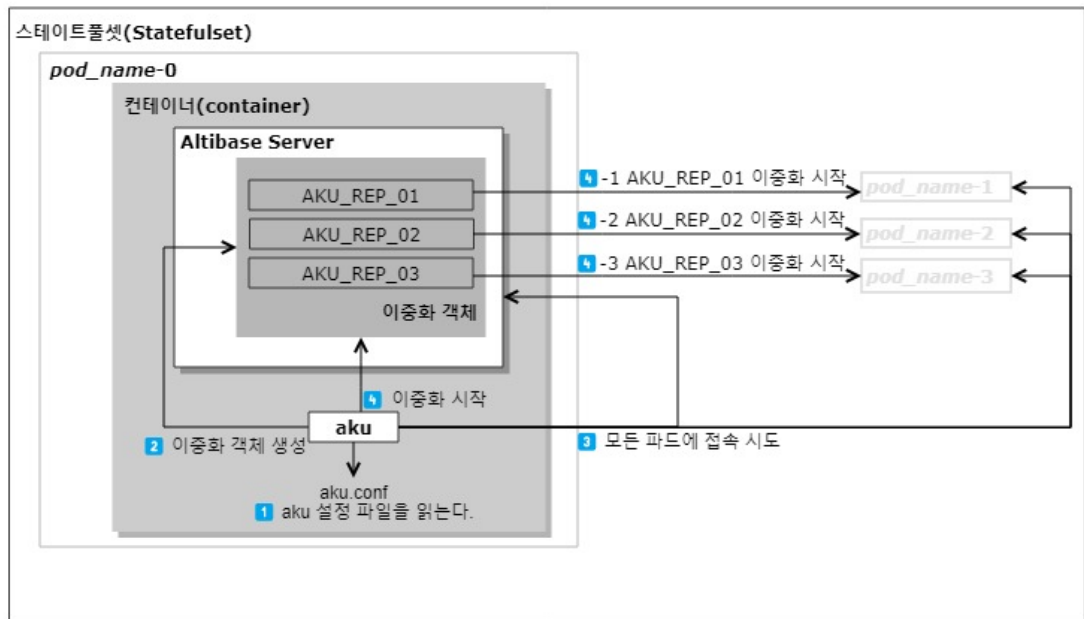 스테이트풀셋(Statefulset)
pod_name-0
컨테이너(container)
Altibase Server
AKU_REP_01
AKU_REP_02
AKU_REP_03
이중화 객체
4 -1 AKU_REP_01 이중화 시작
4 -2 AKU_REP_02 이중화 시작
4 -3 AKU_REP_03 이중화 시작
pod_name-1
pod_name-2
pod_name-3
4 이중화 시작
aku
2 이중화 객체 생성
3 모든 파드에 접속 시도
aku.conf
1 aku 설정 파일을 읽는다.